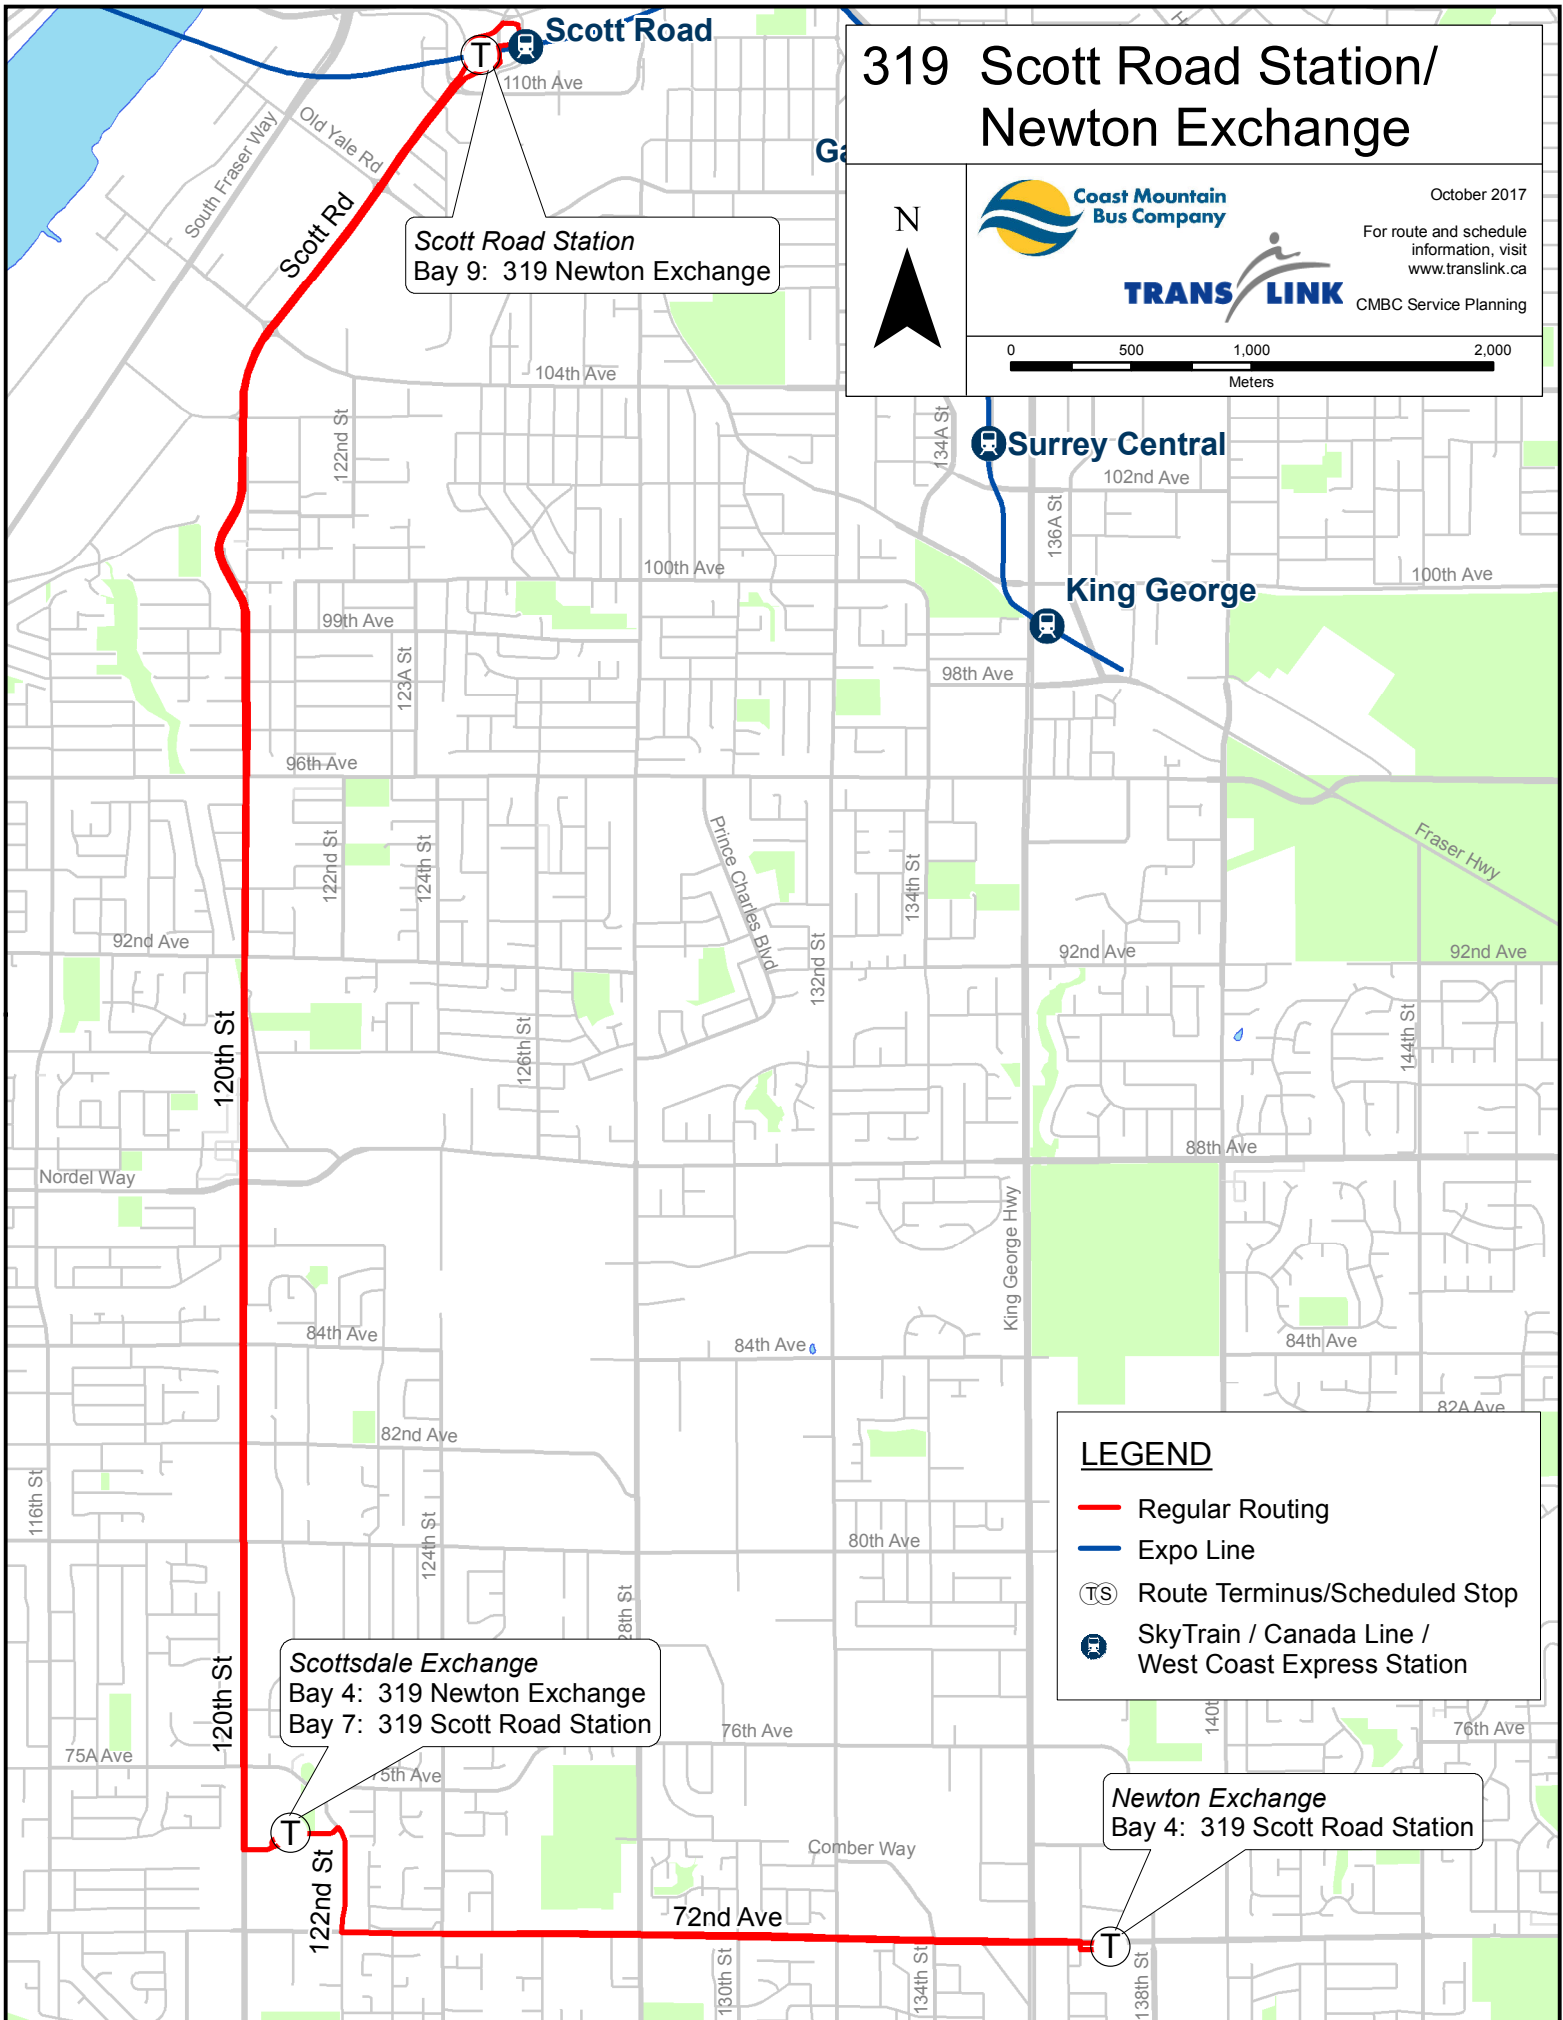 Scott Road
110th Ave
319 Scott Road Station/
Newton Exchange
Coast Mountain
Bus Company
October 2017
For route and schedule
information, visit
www.translink.ca
TRANS LINK
CMBC Service Planning
N
0 500 1,000 2,000
Meters
South Fraser Way
Old Yale Rd
Scott Rd
Scott Road Station
Bay 9: 319 Newton Exchange
104th Ave
122nd St
134A St
Surrey Central
102nd Ave
136A St
100th Ave
100th Ave
King George
99th Ave
123A St
98th Ave
96th Ave
122nd St
124th St
Prince Charles Blvd
134th St
Fraser Hwy
92nd Ave
132nd St
92nd Ave
92nd Ave
120th St
126th St
144th St
88th Ave
Nordel Way
King George Hwy
84th Ave
84th Ave
84th Ave
82A Ave
82nd Ave
116th St
124th St
80th Ave
28th St
LEGEND
Regular Routing
Expo Line
TS Route Terminus/Scheduled Stop
SkyTrain / Canada Line /
West Coast Express Station
120th St
Scottsdale Exchange
Bay 4: 319 Newton Exchange
Bay 7: 319 Scott Road Station
76th Ave
76th Ave
75A Ave
75th Ave
Newton Exchange
Bay 4: 319 Scott Road Station
Comber Way
122nd St
72nd Ave
130th St
134th St
138th St
T
T
T